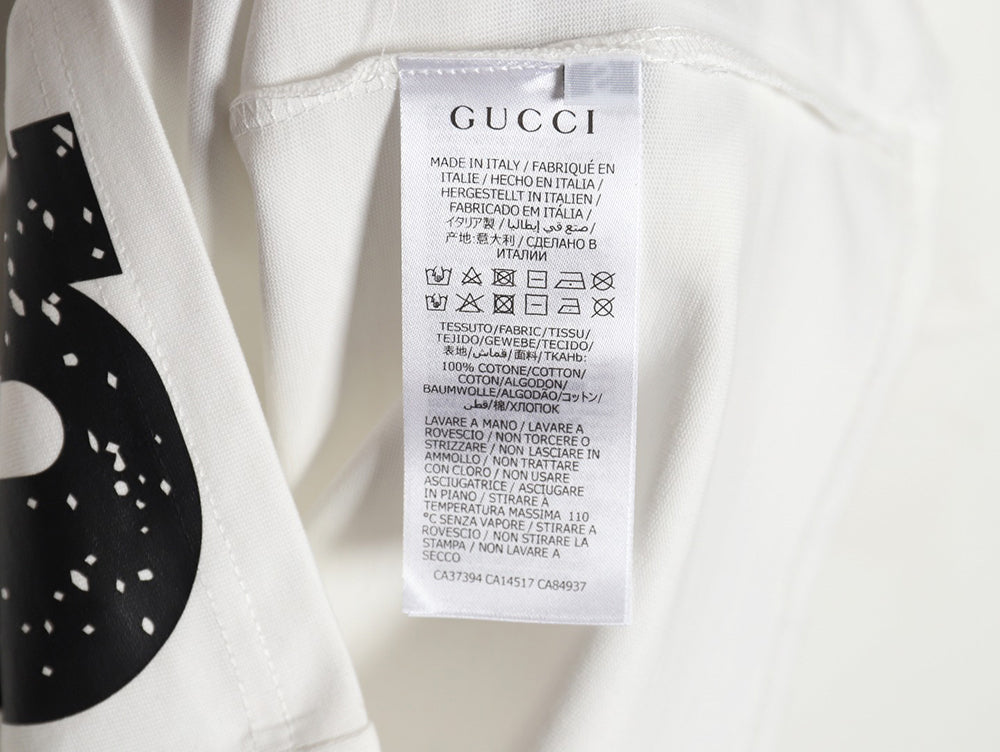 GUCCI
MADE IN ITALY / FABRIQUÉ EN
ITALIE / HECHO EN ITALIA /
HERGESTELLT IN ITALIEN /
FABRICADO EM ITÁLIA /
イタリア製 / صنع في إيطاليا /
产地:意大利 / СДЕЛАНО В
ИТАЛИИ
TESSUTO/FABRIC/TISSU/
TEJIDO/GEWEBE/TECIDO/
表地/قماش/面料/ТКАНЬ:
100% COTONE/COTTON/
COTON/ALGODON/
BAUMWOLLE/ALGODÃO/コットン/
قطن/棉/ХЛОПОК
LAVARE A MANO / LAVARE A
ROVESCIO / NON TORCERE O
STRIZZARE / NON LASCIARE IN
AMMOLLO / NON TRATTARE
CON CLORO / NON USARE
ASCIUGATRICE / ASCIUGARE
IN PIANO / STIRARE A
TEMPERATURA MASSIMA 110
°C SENZA VAPORE / STIRARE A
ROVESCIO / NON STIRARE LA
STAMPA / NON LAVARE A
SECCO
CA37394 CA14517 CA84937